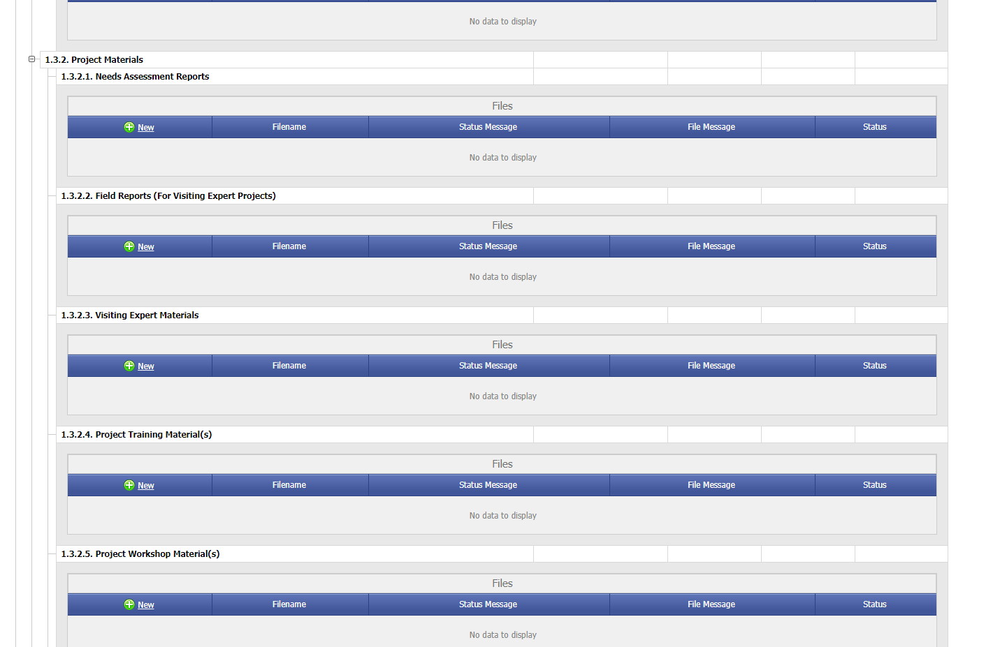 No data to display
1.3.2. Project Materials
1.3.2.1. Needs Assessment Reports
Files
New Filename Status Message File Message Status
No data to display
1.3.2.2. Field Reports (For Visiting Expert Projects)
Files
New Filename Status Message File Message Status
No data to display
1.3.2.3. Visiting Expert Materials
Files
New Filename Status Message File Message Status
No data to display
1.3.2.4. Project Training Material(s)
Files
New Filename Status Message File Message Status
No data to display
1.3.2.5. Project Workshop Material(s)
Files
New Filename Status Message File Message Status
No data to display